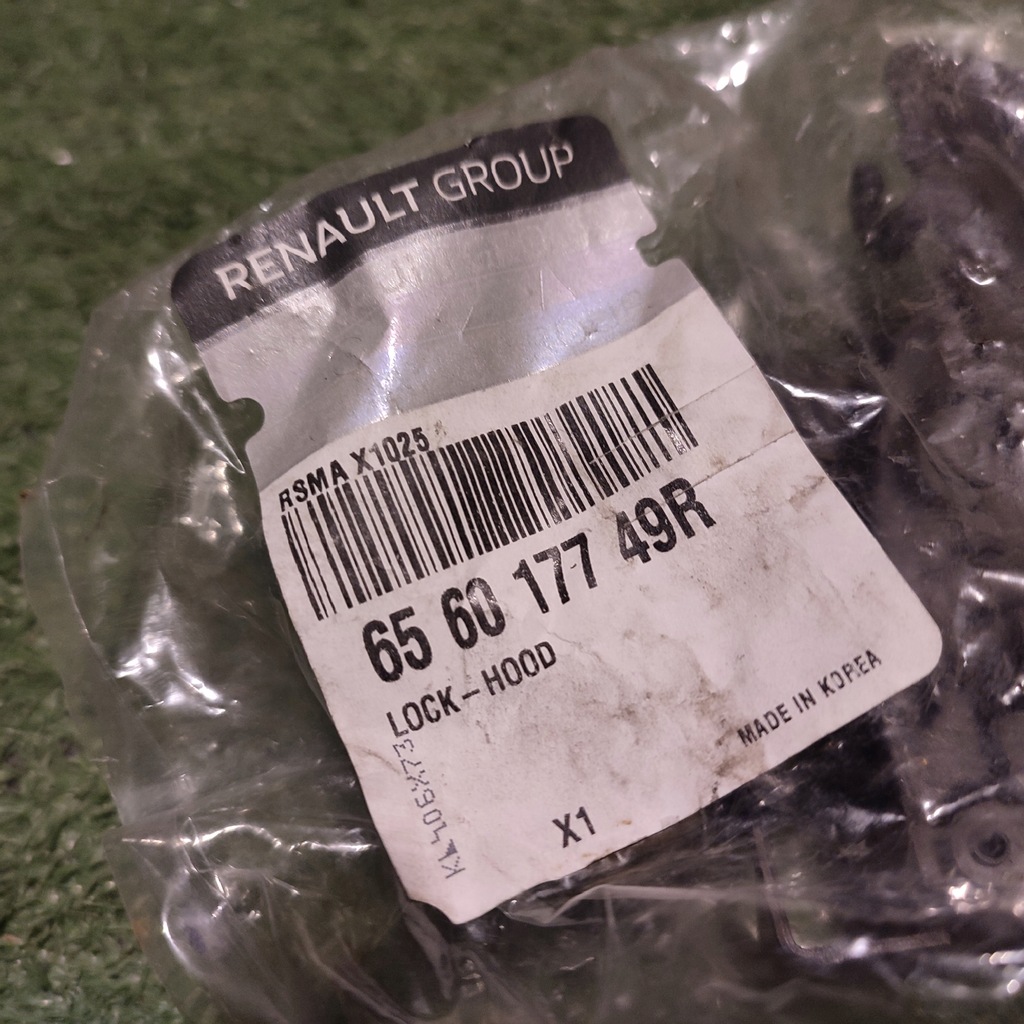 RENAULT GROUP
RSMA X1025
65 60 177 49R
LOCK-HOOD
MADE IN KOREA
X1